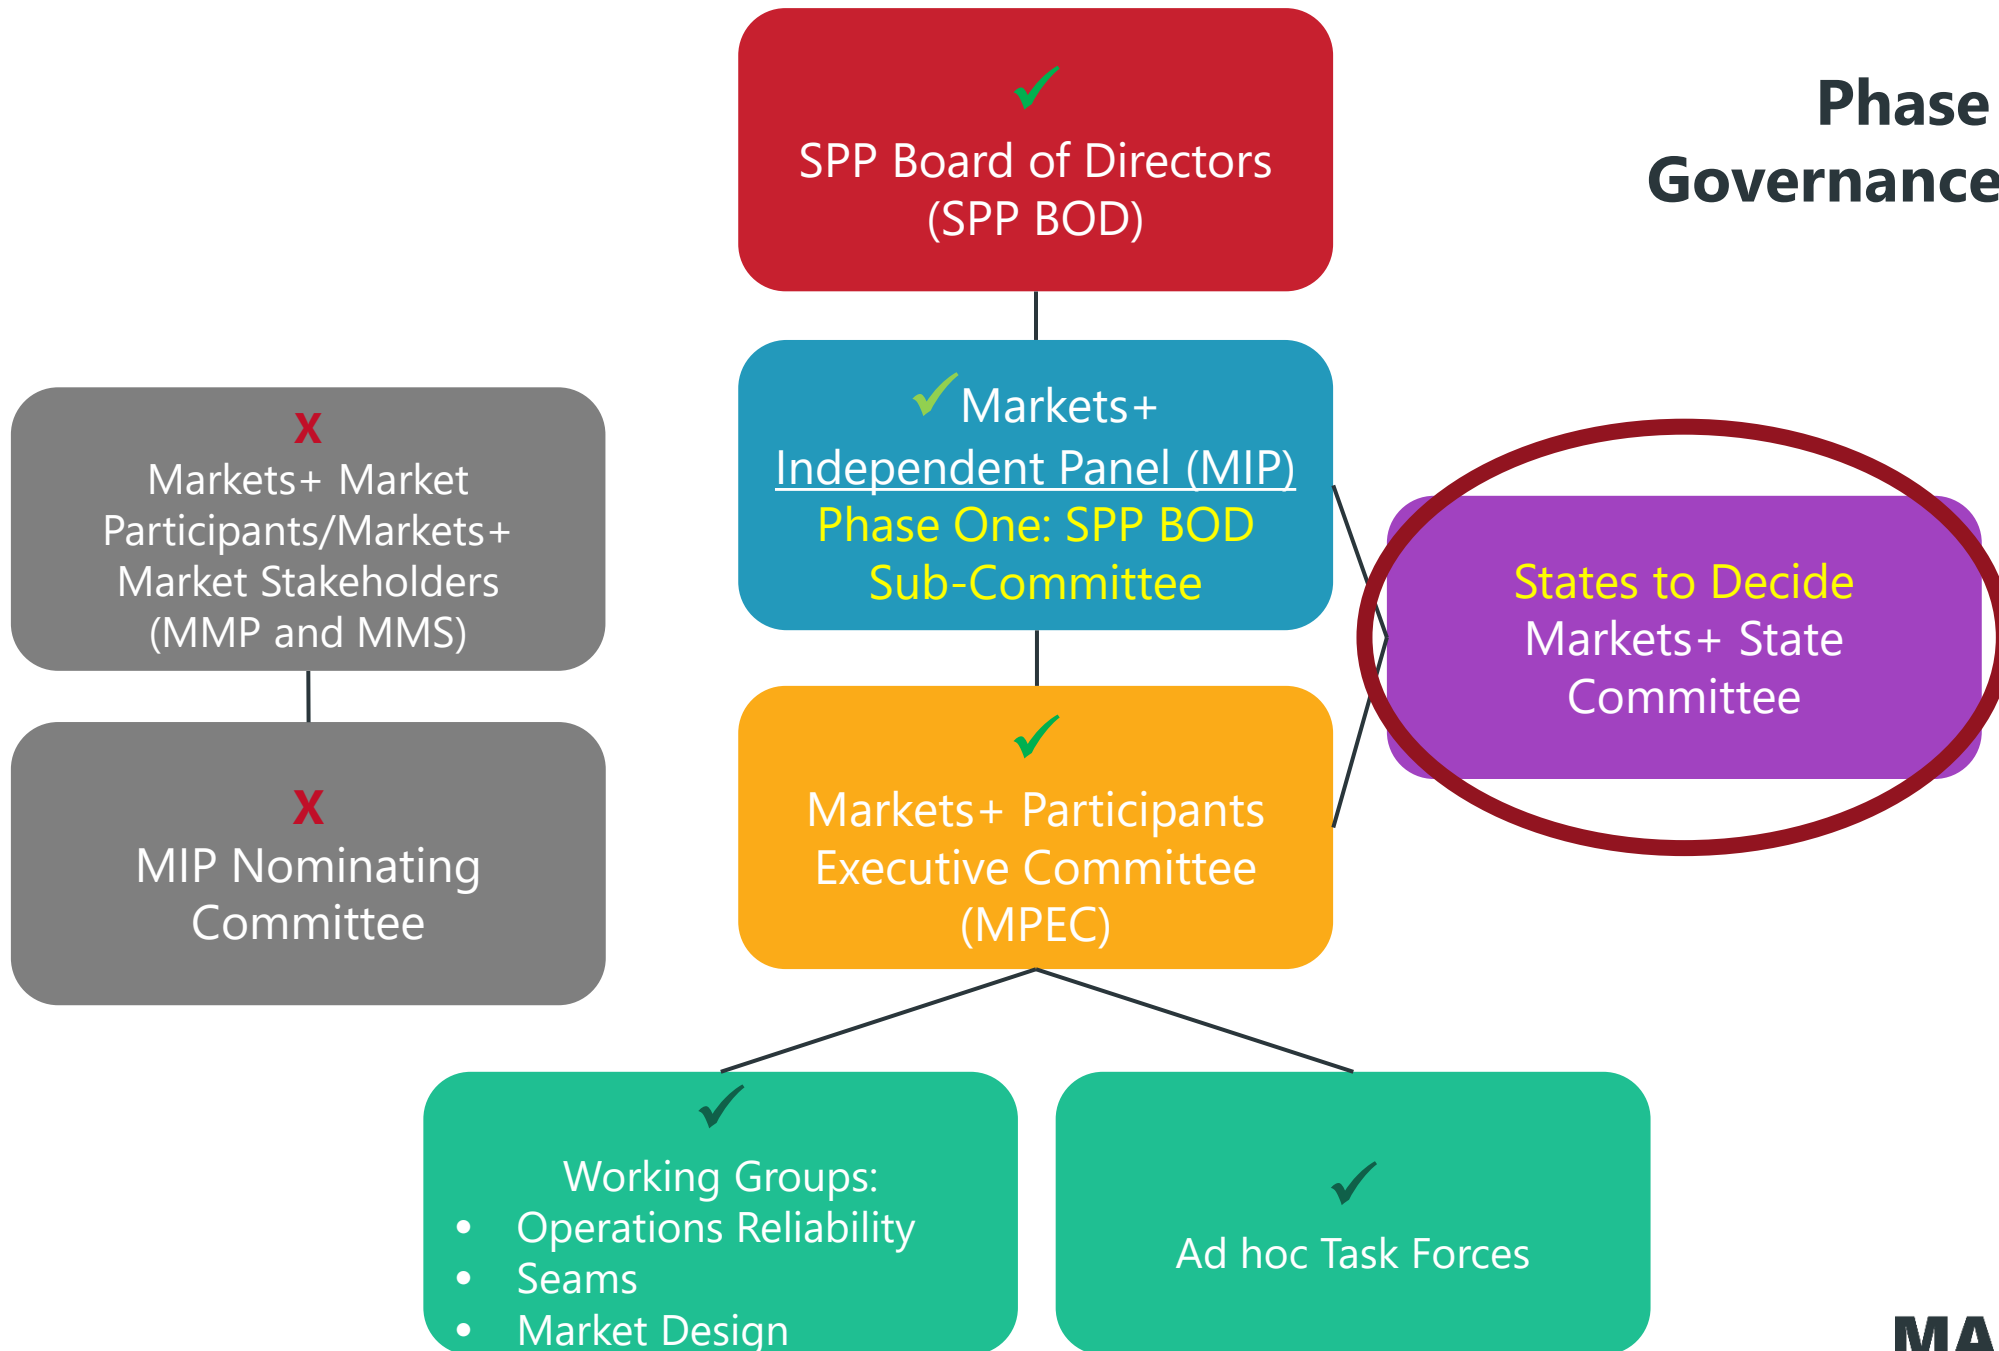 Phase
Governance
✓
SPP Board of Directors
(SPP BOD)
✓Markets+
Independent Panel (MIP)
Phase One: SPP BOD
Sub-Committee
X
Markets+ Market
Participants/Markets+
Market Stakeholders
(MMP and MMS)
States to Decide
Markets+ State
Committee
X
MIP Nominating
Committee
✓
Markets+ Participants
Executive Committee
(MPEC)
✓
Working Groups:
• Operations Reliability
• Seams
• Market Design
✓
Ad hoc Task Forces
MA